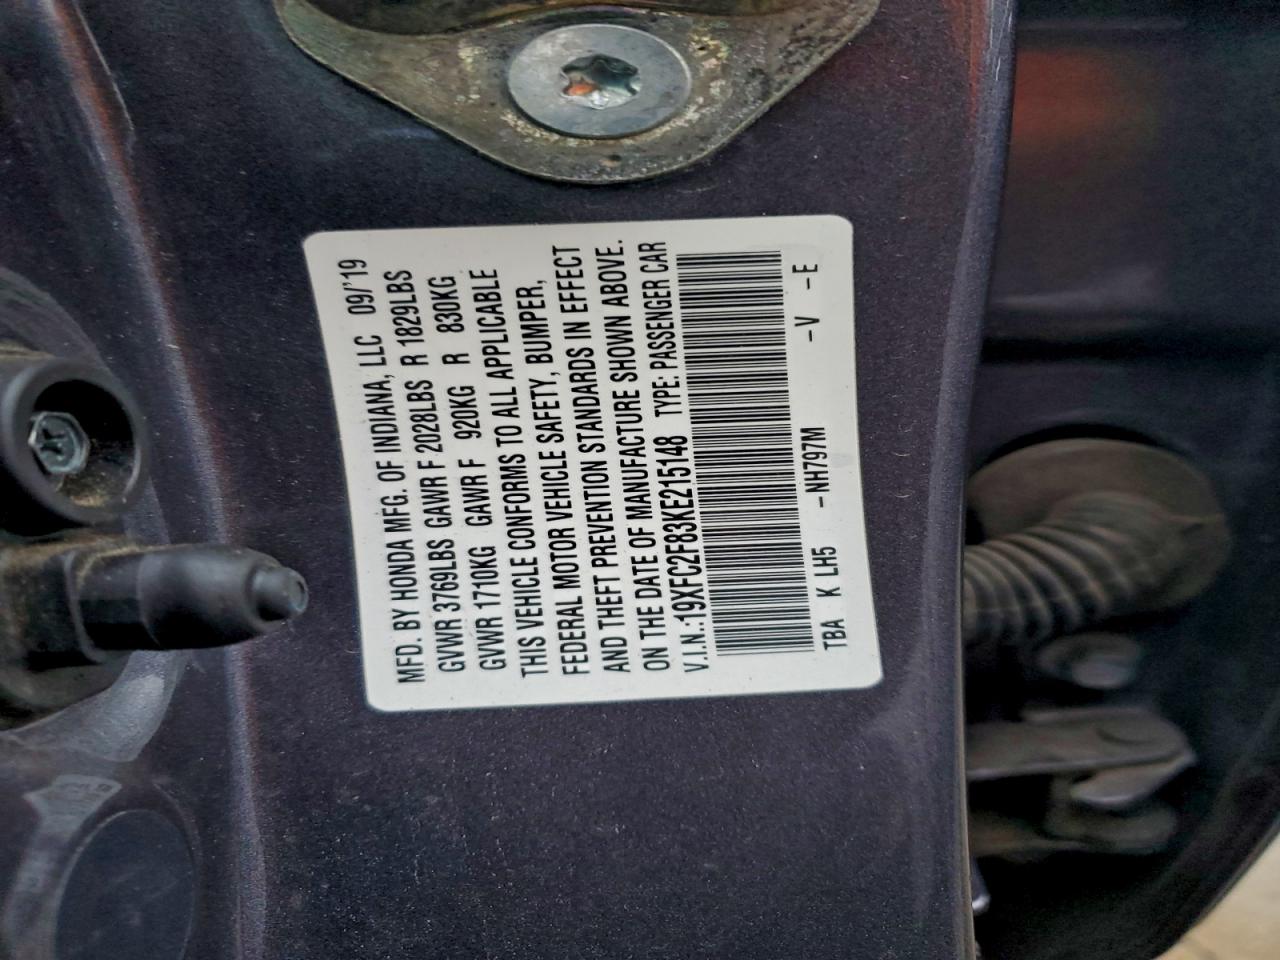 MFD. BY HONDA MFG. OF INDIANA, LLC 09/'19
GVWR 3769LBS GAWR F 2028LBS R 1829LBS
GVWR 1710KG GAWR F 920KG R 830KG
THIS VEHICLE CONFORMS TO ALL APPLICABLE
FEDERAL MOTOR VEHICLE SAFETY, BUMPER,
AND THEFT PREVENTION STANDARDS IN EFFECT
ON THE DATE OF MANUFACTURE SHOWN ABOVE.
V.I.N.:19XFC2F83KE215148 TYPE: PASSENGER CAR
TBA K LH5 -NH797M -V -E